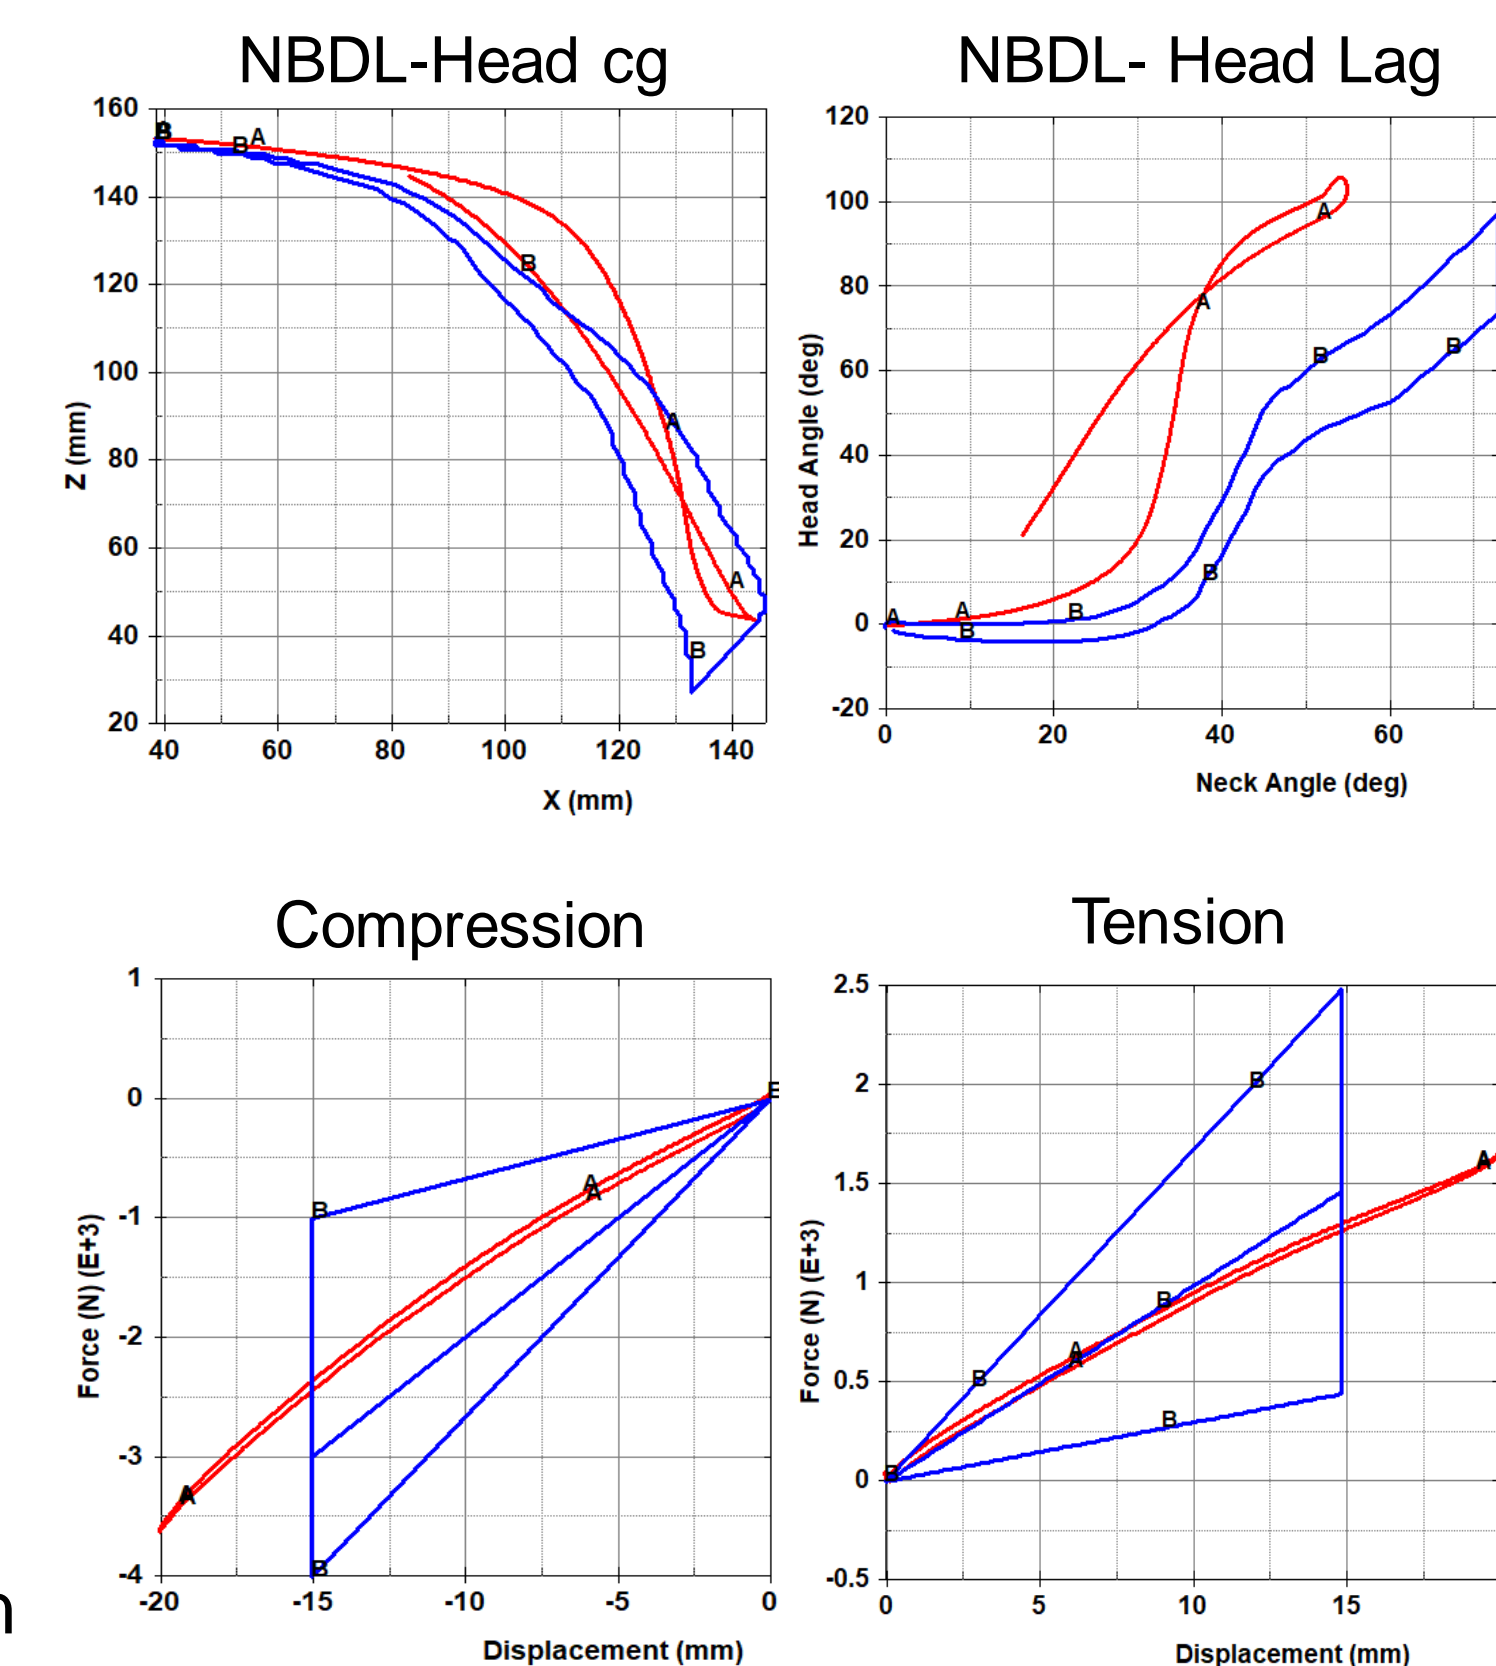 NBDL-Head cg
160
140
120
100
80
60
40
20
Z (mm)
B
B
A
B
A
A
B
40 60 80 100 120 140
X (mm)
NBDL- Head Lag
120
100
80
60
40
20
0
-20
Head Angle (deg)
A
A
B
B
B
A
A
B
B
0 20 40 60
Neck Angle (deg)
Compression
1
0
-1
-2
-3
-4
Force (N) (E+3)
B
A
A
A
B
-20 -15 -10 -5 0
Displacement (mm)
Tension
2.5
2
1.5
1
0.5
0
-0.5
Force (N) (E+3)
B
A
B
B
A
A
B
0 5 10 15
Displacement (mm)